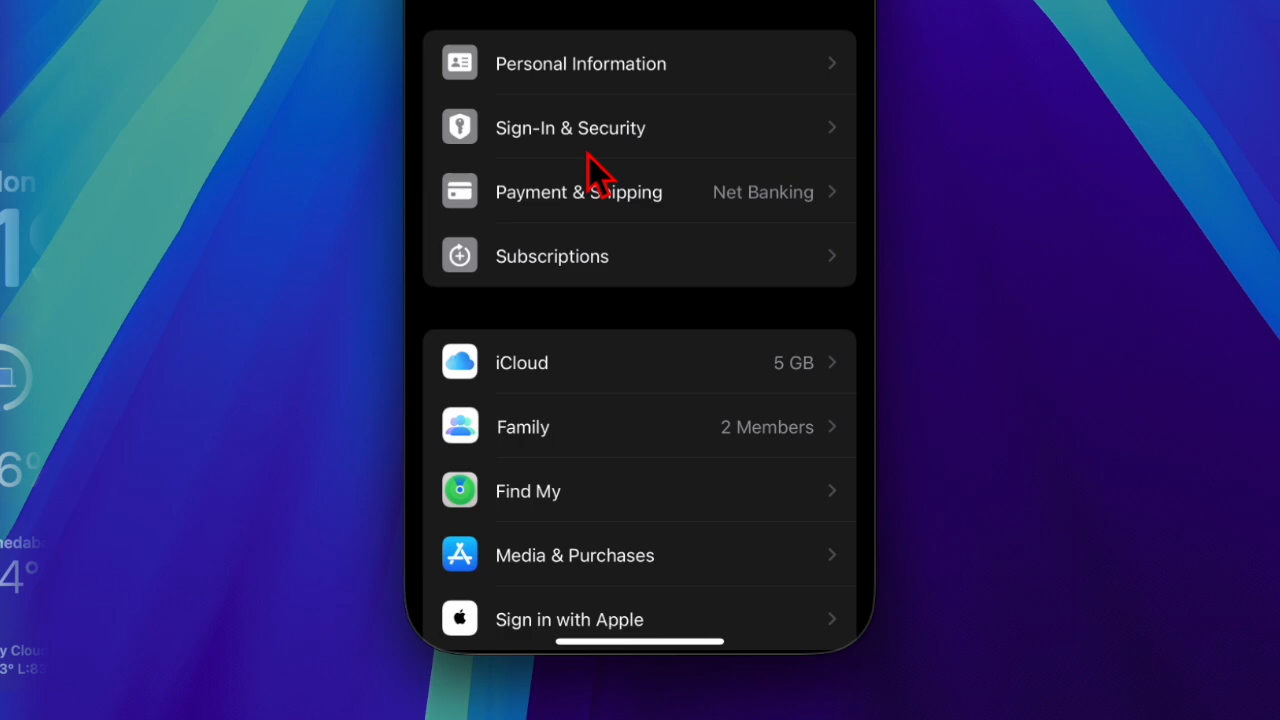 Personal Information
Sign-In & Security
Payment & Shipping Net Banking
Subscriptions
iCloud 5 GB
Family 2 Members
Find My
Media & Purchases
Sign in with Apple